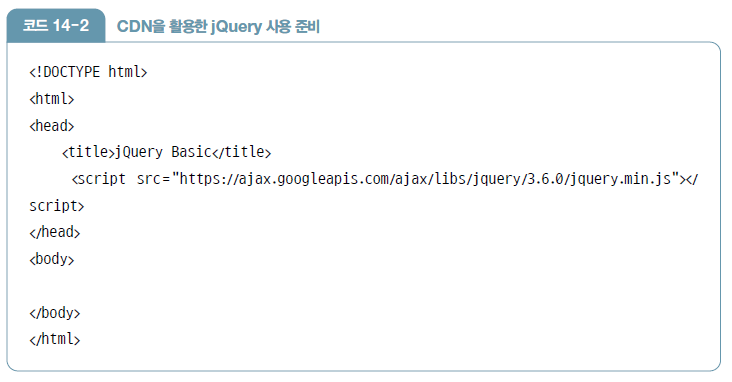 코드 14-2 CDN을 활용한 jQuery 사용 준비
<!DOCTYPE html>
<html>
<head>
    <title>jQuery Basic</title>
    <script src="https://ajax.googleapis.com/ajax/libs/jquery/3.6.0/jquery.min.js"></
script>
</head>
<body>
</body>
</html>